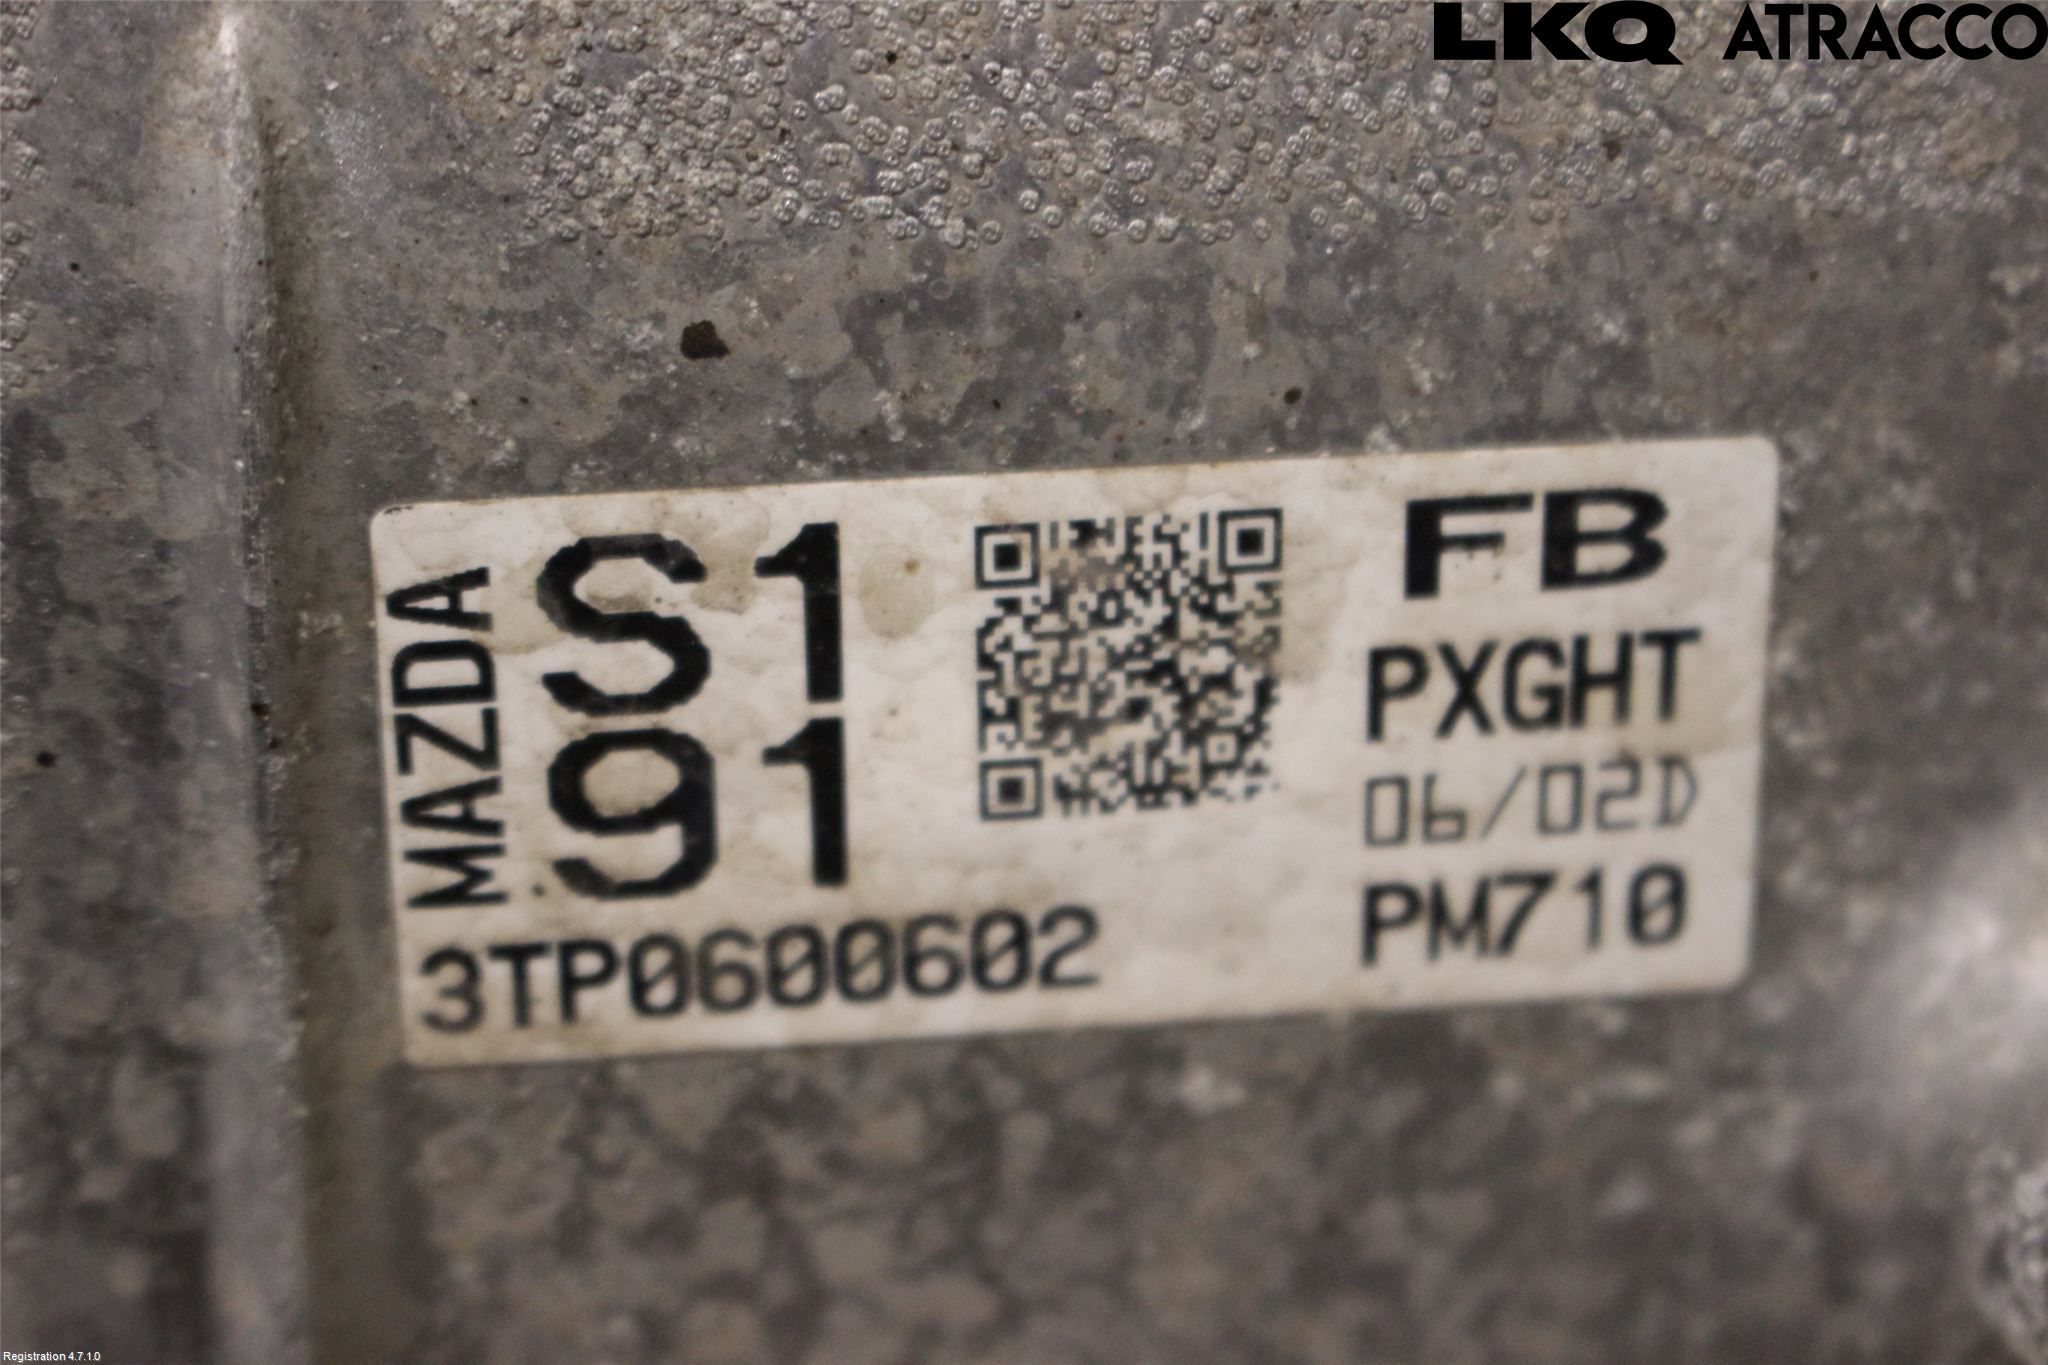 LKQ ATRACCO
MAZDA
S1
91
3TP0600602
FB
PXGHT
06/02D
PM710
Registration 4.7.1.0